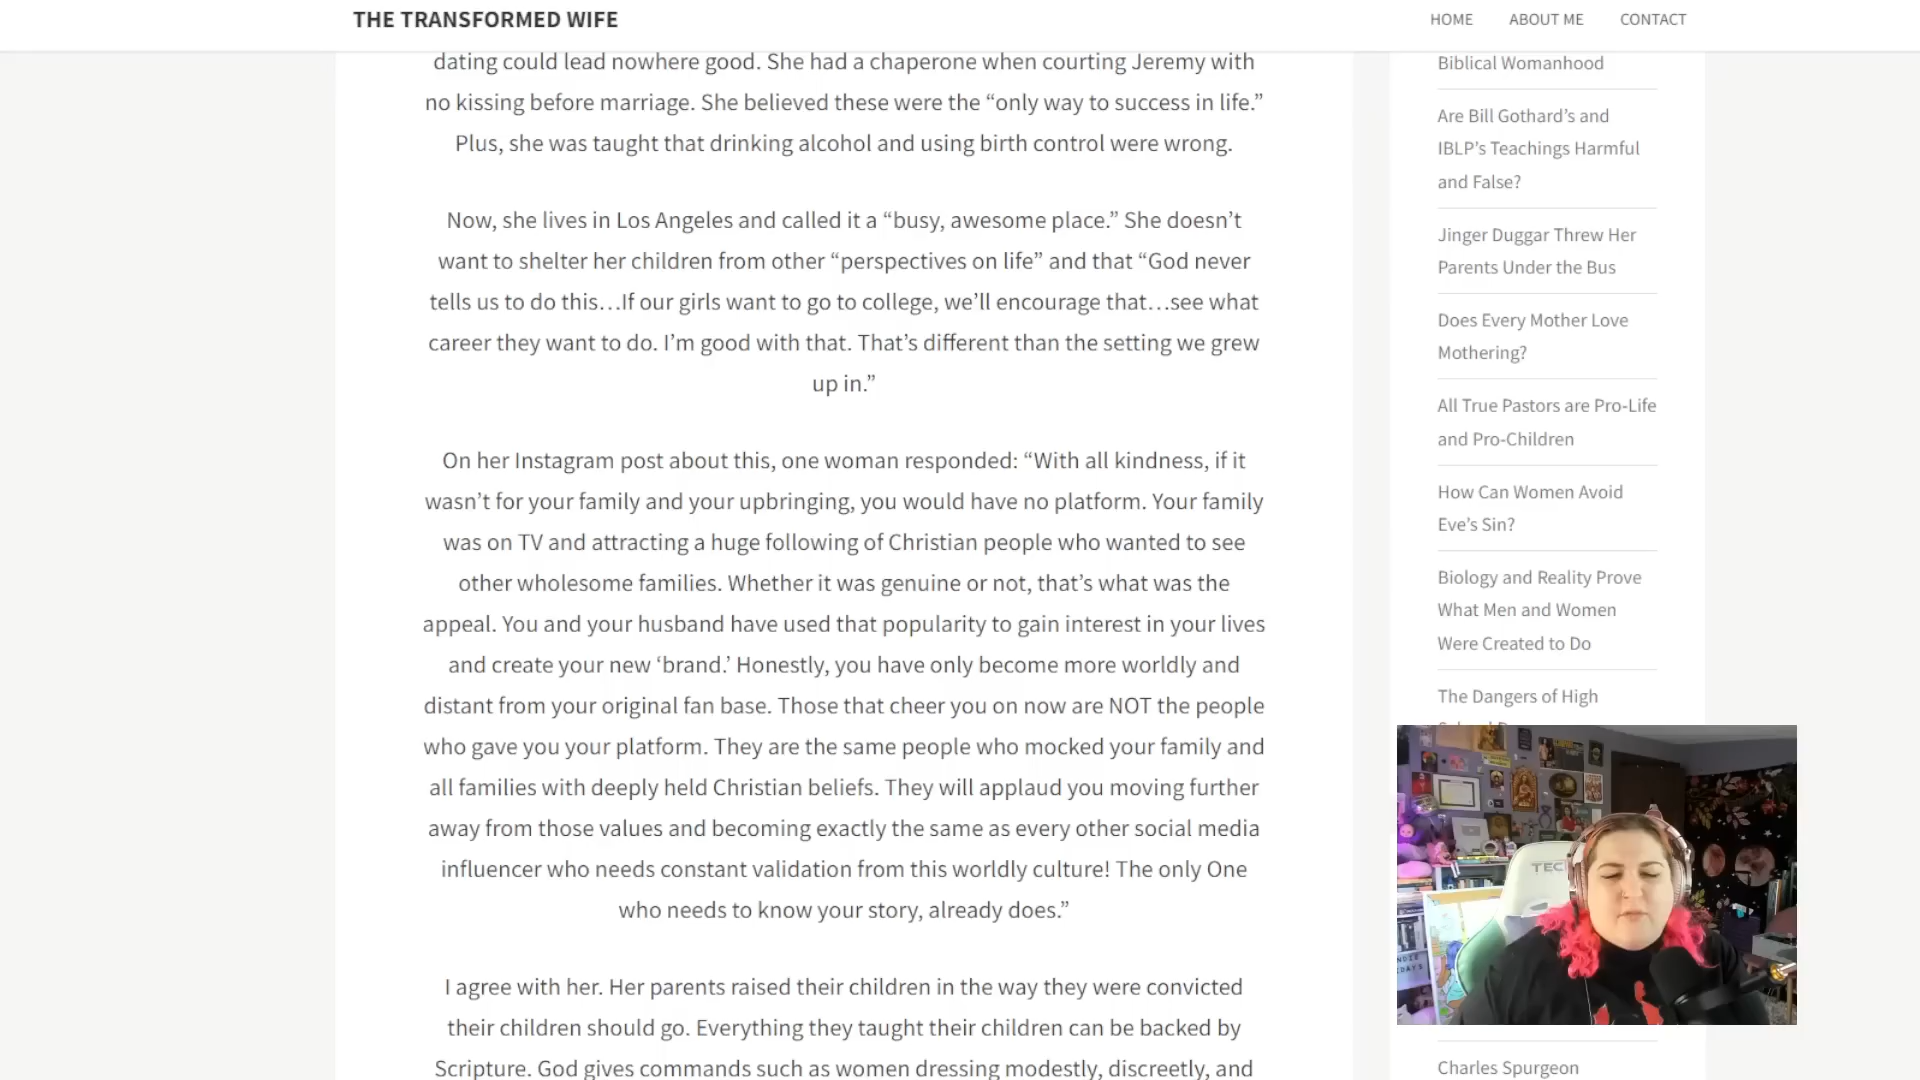 THE TRANSFORMED WIFE
HOME
ABOUT ME
CONTACT
dating could lead nowhere good. She had a chaperone when courting Jeremy with
no kissing before marriage. She believed these were the “only way to success in life.”
Plus, she was taught that drinking alcohol and using birth control were wrong.
Now, she lives in Los Angeles and called it a “busy, awesome place.” She doesn’t
want to shelter her children from other “perspectives on life” and that “God never
tells us to do this…If our girls want to go to college, we’ll encourage that…see what
career they want to do. I’m good with that. That’s different than the setting we grew
up in.”
On her Instagram post about this, one woman responded: “With all kindness, if it
wasn’t for your family and your upbringing, you would have no platform. Your family
was on TV and attracting a huge following of Christian people who wanted to see
other wholesome families. Whether it was genuine or not, that’s what was the
appeal. You and your husband have used that popularity to gain interest in your lives
and create your new ‘brand.’ Honestly, you have only become more worldly and
distant from your original fan base. Those that cheer you on now are NOT the people
who gave you your platform. They are the same people who mocked your family and
all families with deeply held Christian beliefs. They will applaud you moving further
away from those values and becoming exactly the same as every other social media
influencer who needs constant validation from this worldly culture! The only One
who needs to know your story, already does.”
I agree with her. Her parents raised their children in the way they were convicted
their children should go. Everything they taught their children can be backed by
Scripture. God gives commands such as women dressing modestly, discreetly, and
Biblical Womanhood
Are Bill Gothard’s and
IBLP’s Teachings Harmful
and False?
Jinger Duggar Threw Her
Parents Under the Bus
Does Every Mother Love
Mothering?
All True Pastors are Pro-Life
and Pro-Children
How Can Women Avoid
Eve’s Sin?
Biology and Reality Prove
What Men and Women
Were Created to Do
The Dangers of High
Charles Spurgeon